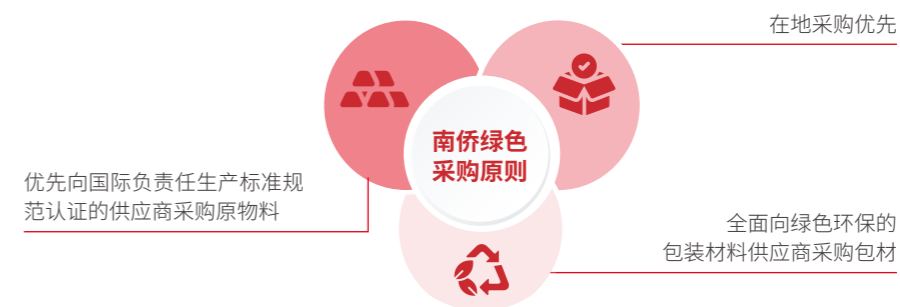 在地采购优先
南侨绿色
采购原则
优先向国际负责任生产标准规
范认证的供应商采购原物料
全面向绿色环保的
包装材料供应商采购包材